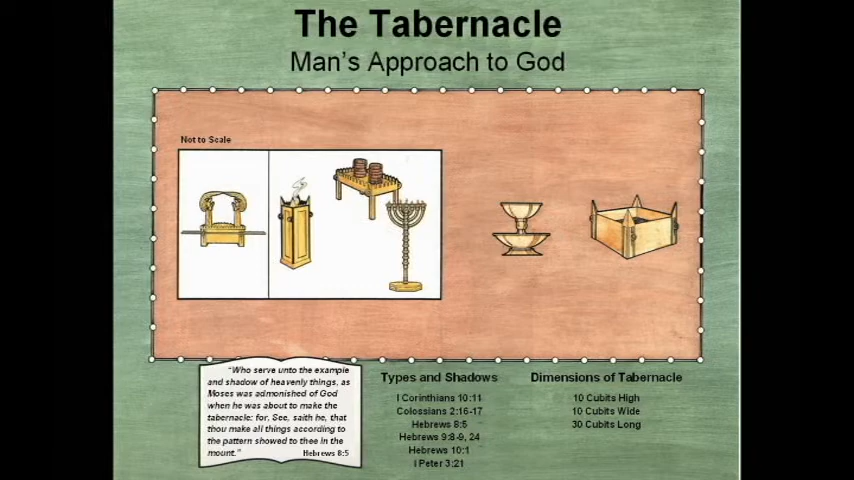 The Tabernacle
Man's Approach to God
Not to Scale
"Who serve unto the example
and shadow of heavenly things, as
Moses was admonished of God
when he was about to make the
tabernacle: for, See, saith he, that
thou make all things according to
the pattern showed to thee in the
mount."
Hebrews 8:5
Types and Shadows
I Corinthians 10:11
Colossians 2:16-17
Hebrews 8:5
Hebrews 9:8-9, 24
Hebrews 10:1
I Peter 3:21
Dimensions of Tabernacle
10 Cubits High
10 Cubits Wide
30 Cubits Long